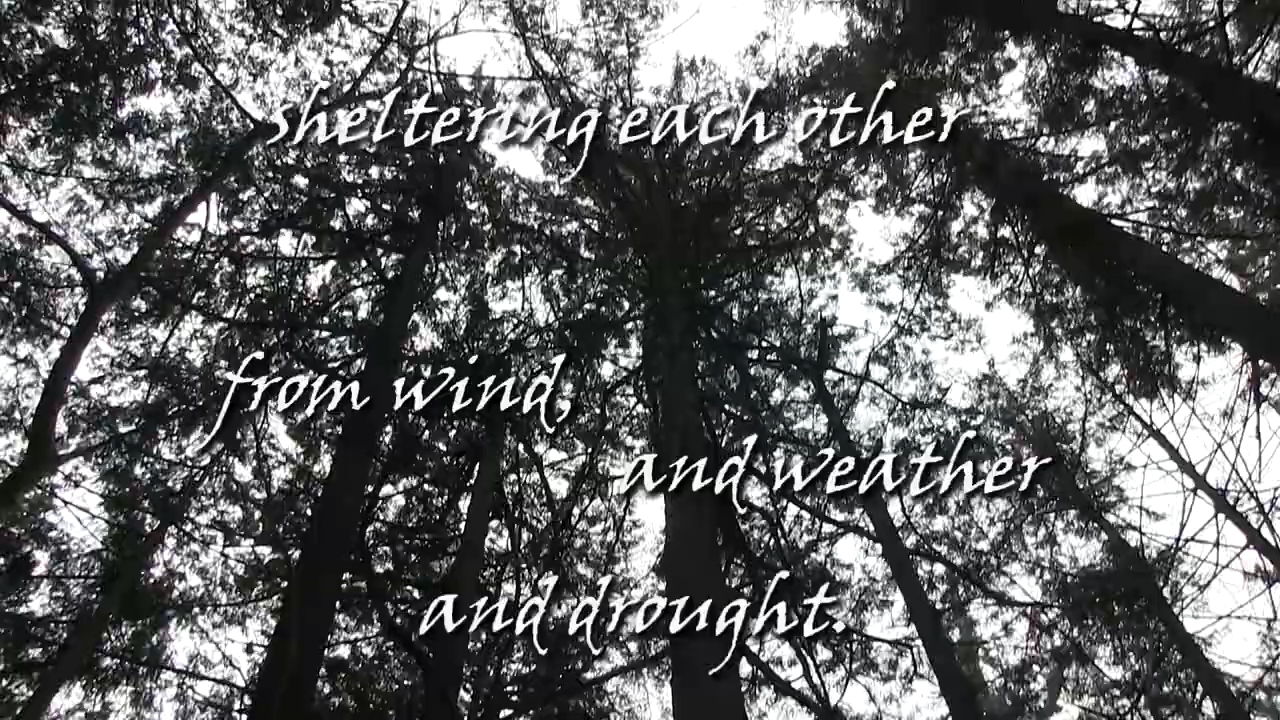 sheltering each other
from wind,
and weather
and drought.